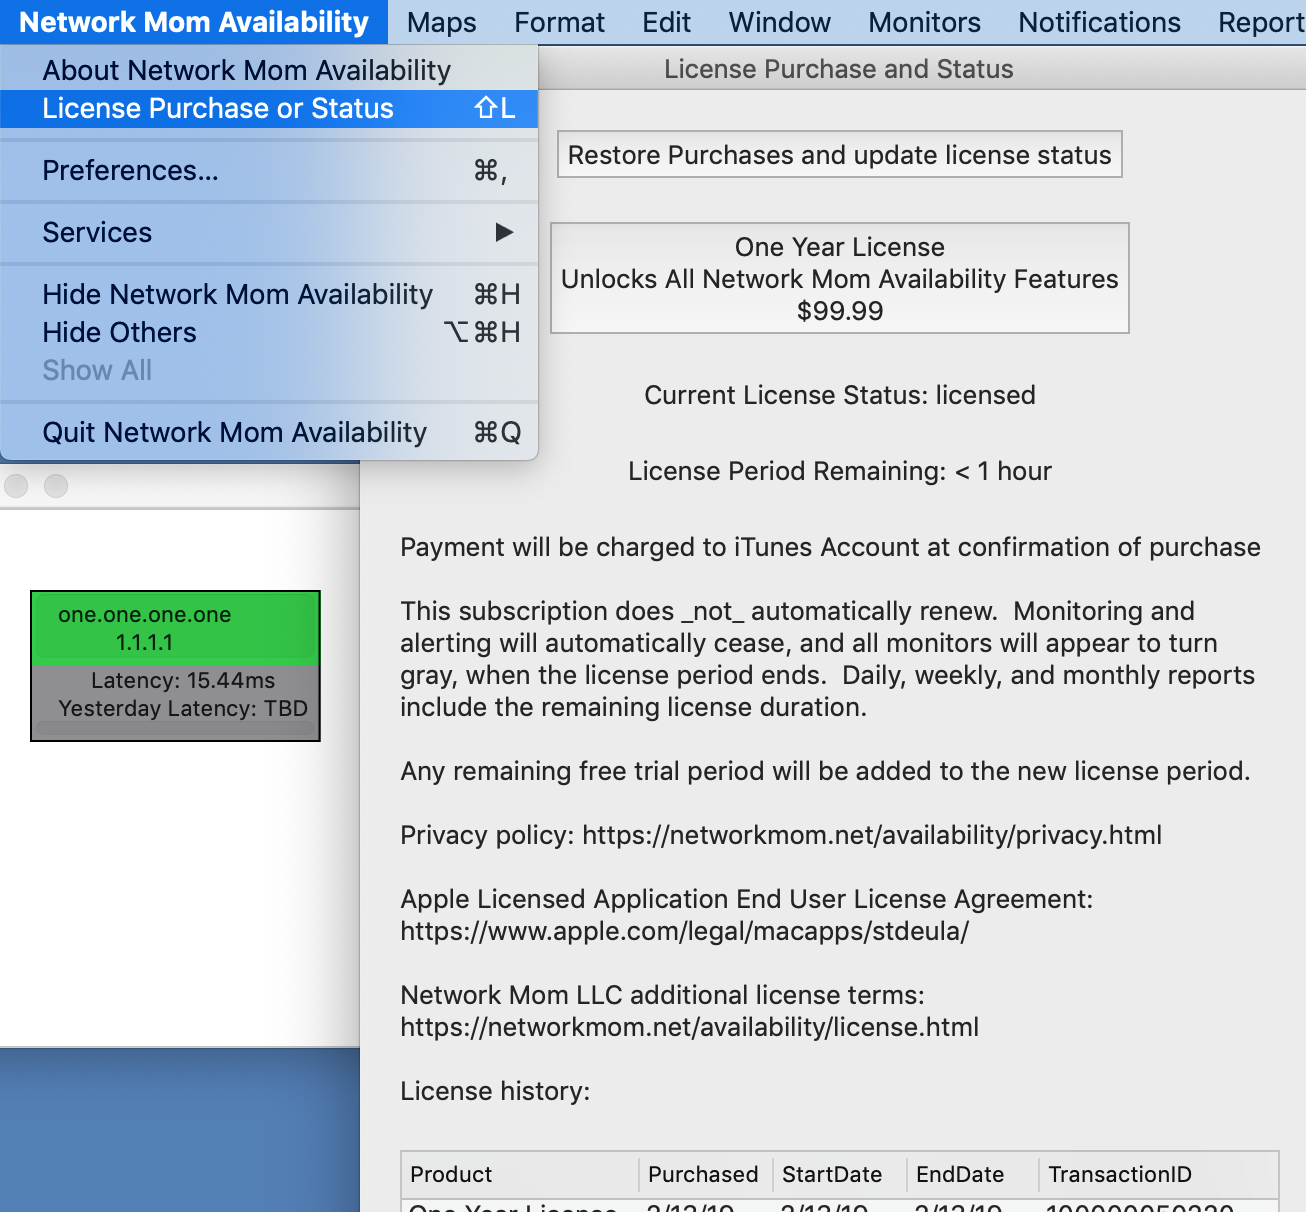 Network Mom Availability Maps Format Edit Window Monitors Notifications Report
About Network Mom Availability
License Purchase or Status ⇧L
Preferences... ⌘,
Services ▶
Hide Network Mom Availability ⌘H
Hide Others ⌥⌘H
Show All
Quit Network Mom Availability ⌘Q
one.one.one.one
1.1.1.1
Latency: 15.44ms
Yesterday Latency: TBD
License Purchase and Status
Restore Purchases and update license status
One Year License
Unlocks All Network Mom Availability Features
$99.99
Current License Status: licensed
License Period Remaining: < 1 hour
Payment will be charged to iTunes Account at confirmation of purchase
This subscription does _not_ automatically renew.  Monitoring and
alerting will automatically cease, and all monitors will appear to turn
gray, when the license period ends.  Daily, weekly, and monthly reports
include the remaining license duration.
Any remaining free trial period will be added to the new license period.
Privacy policy: https://networkmom.net/availability/privacy.html
Apple Licensed Application End User License Agreement:
https://www.apple.com/legal/macapps/stdeula/
Network Mom LLC additional license terms:
https://networkmom.net/availability/license.html
License history:
Product Purchased StartDate EndDate TransactionID
One Year License